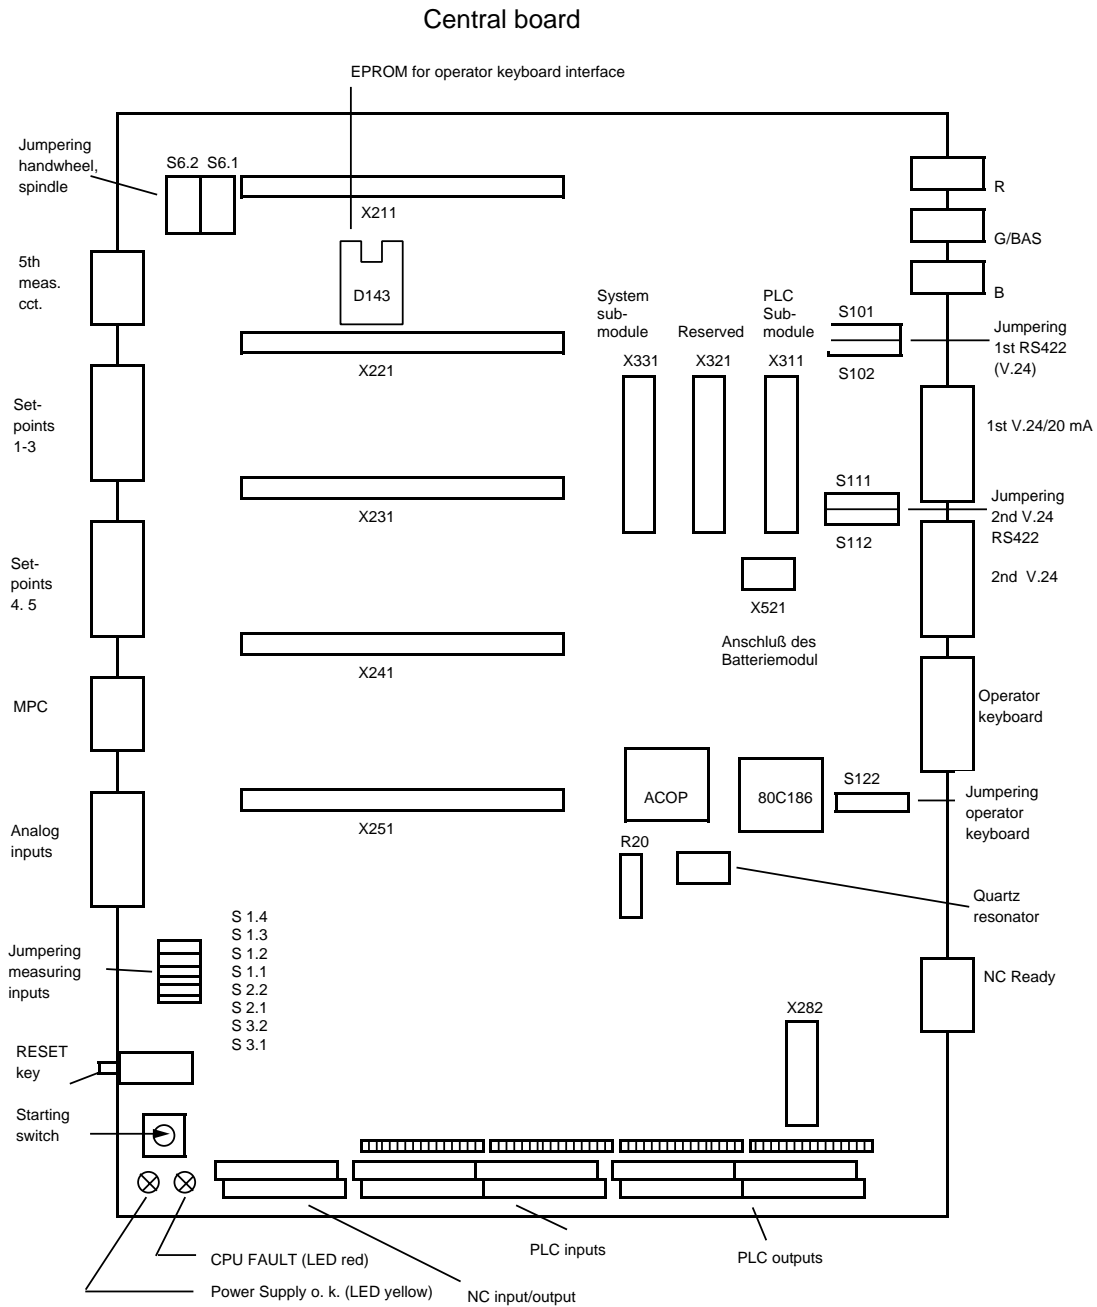 Central board
EPROM for operator keyboard interface
Jumpering
handwheel,
spindle
S6.2 S6.1
X211
R
G/BAS
B
5th
meas.
cct.
D143
System
sub-
module
Reserved
PLC
Sub-
module
S101
S102
Jumpering
1st RS422
(V.24)
X221
X331
X321
X311
Set-
points
1-3
1st V.24/20 mA
X231
S111
S112
Jumpering
2nd V.24
RS422
Set-
points
4. 5
2nd V.24
X521
Anschluß des
Batteriemodul
X241
MPC
Operator
keyboard
ACOP
80C186
S122
Jumpering
operator
keyboard
X251
Analog
inputs
R20
Quartz
resonator
S 1.4
S 1.3
S 1.2
S 1.1
S 2.2
S 2.1
S 3.2
S 3.1
Jumpering
measuring
inputs
NC Ready
X282
RESET
key
Starting
switch
PLC inputs
PLC outputs
CPU FAULT (LED red)
Power Supply o. k. (LED yellow)
NC input/output